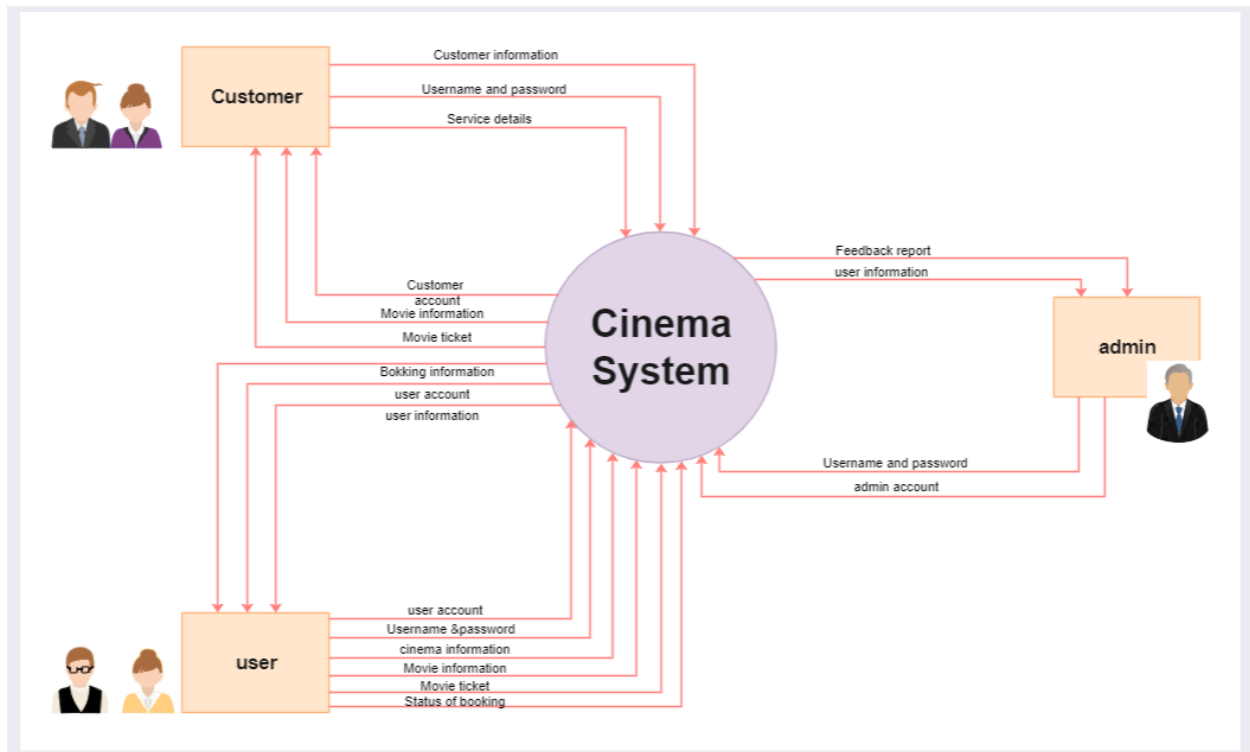 Customer
Customer information
Username and password
Service details
Customer
account
Movie information
Movie ticket
Cinema
System
Feedback report
user information
admin
Username and password
admin account
Bokking information
user account
user information
user
user account
Username &password
cinema information
Movie information
Movie ticket
Status of booking